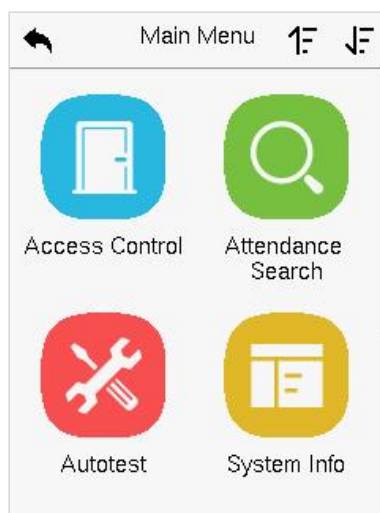 Main Menu
Access Control
Attendance
Search
Autotest
System Info